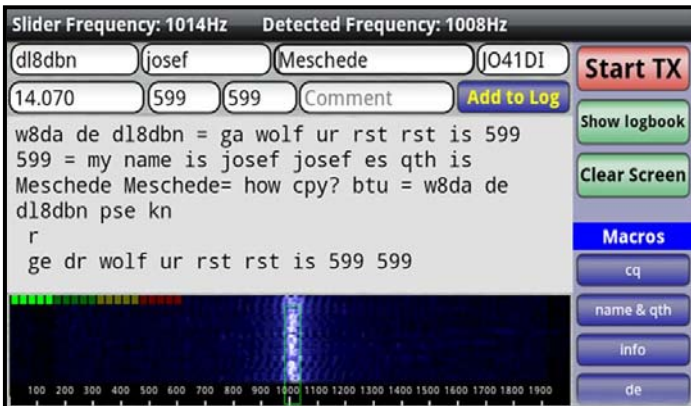 Slider Frequency: 1014Hz Detected Frequency: 1008Hz
dl8dbn josef Meschede JO41DI
14.070 599 599 Comment Add to Log
Start TX
Show logbook
Clear Screen
w8da de dl8dbn = ga wolf ur rst rst is 599
599 = my name is josef josef es qth is
Meschede Meschede= how cpy? btu = w8da de
dl8dbn pse kn
r
ge dr wolf ur rst rst is 599 599
Macros
cq
name & qth
info
de
100 200 300 400 500 600 700 800 900 1000 1100 1200 1300 1400 1500 1600 1700 1800 1900